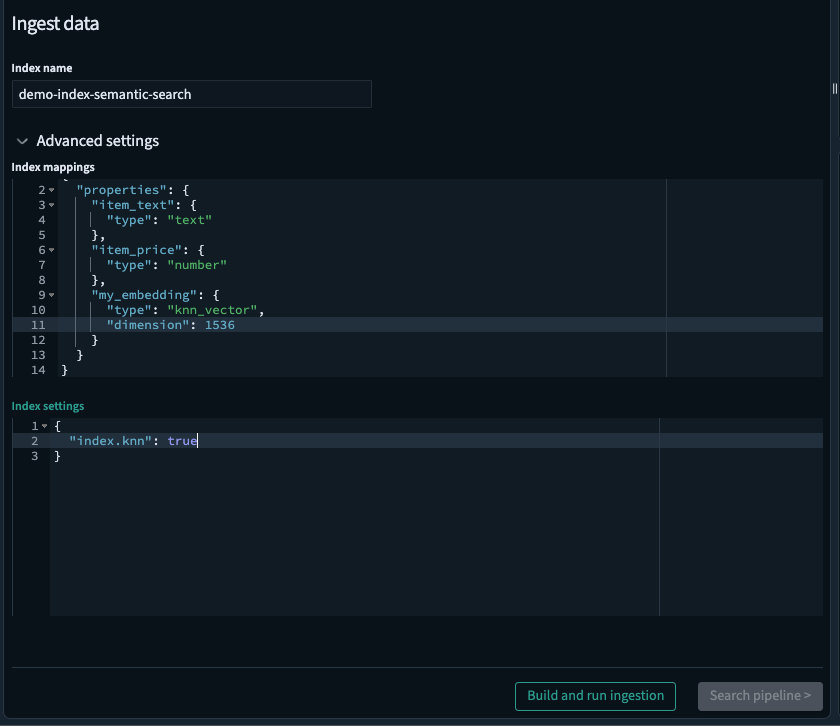 Ingest data
Index name
demo-index-semantic-search
Advanced settings
Index mappings
2 "properties": {
3 "item_text": {
4 "type": "text"
5 },
6 "item_price": {
7 "type": "number"
8 },
9 "my_embedding": {
10 "type": "knn_vector",
11 "dimension": 1536
12 }
13 }
14 }
Index settings
1 {
2 "index.knn": true
3 }
Build and run ingestion
Search pipeline >